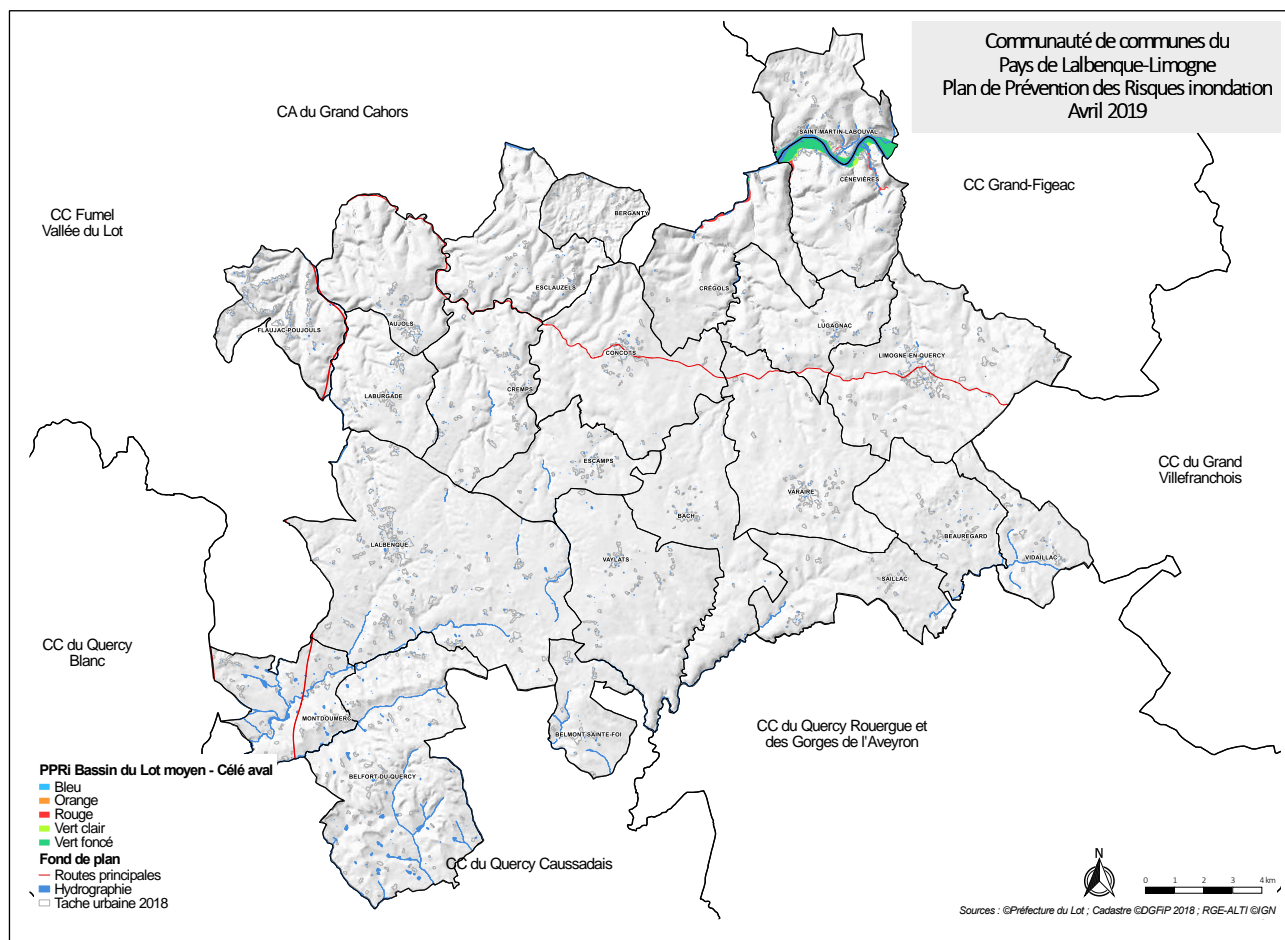 Communauté de communes du
Pays de Lalbenque-Limogne
Plan de Prévention des Risques inondation
Avril 2019
CA du Grand Cahors
SAINT-MARTIN-LABOUVAL
CÉNEVIÈRES
CC Grand-Figeac
CC Fumel
Vallée du Lot
BERGANTY
ESCLAUZELS
CRÉGOLS
FLAUJAC-POUJOULS
AUJOLS
LUGAGNAC
CONCOTS
LIMOGNE-EN-QUERCY
LABURGADE
CREMPS
ESCAMPS
CC du Grand
Villefranchois
VARAIRE
BACH
LALBENQUE
BEAUREGARD
VAYLATS
VIDAILLAC
SAILLAC
CC du Quercy
Blanc
MONTDOUMERC
CC du Quercy Rouergue et
des Gorges de l'Aveyron
BELMONT-SAINTE-FOI
BELFORT-DU-QUERCY
CC du Quercy Caussadais
PPRi Bassin du Lot moyen - Célé aval
Bleu
Orange
Rouge
Vert clair
Vert foncé
Fond de plan
Routes principales
Hydrographie
Tache urbaine 2018
N
0 1 2 3 4 km
Sources : ©Préfecture du Lot ; Cadastre ©DGFiP 2018 ; RGE-ALTI ©IGN